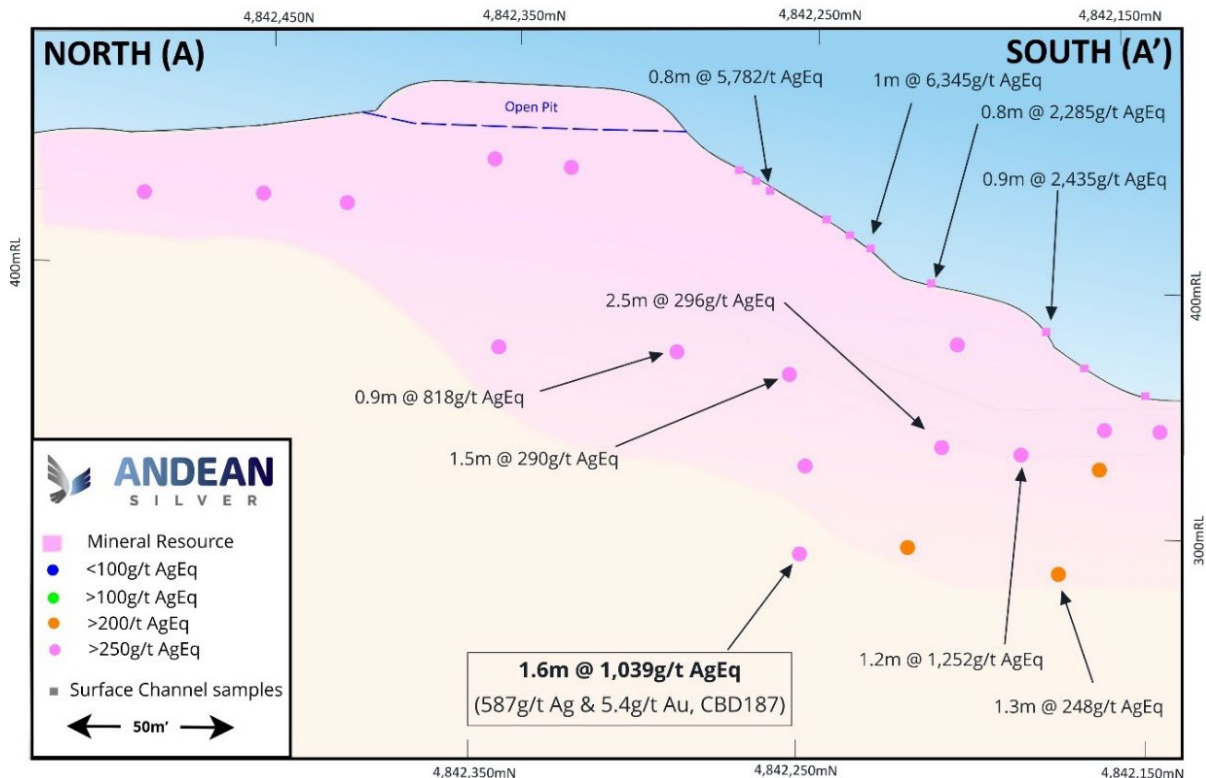 4,842,450mN
4,842,350mN
4,842,250mN
4,842,150mN
NORTH (A)
SOUTH (A’)
0.8m @ 5,782/t AgEq
1m @ 6,345g/t AgEq
Open Pit
0.8m @ 2,285g/t AgEq
0.9m @ 2,435g/t AgEq
400mRL
400mRL
2.5m @ 296g/t AgEq
0.9m @ 818g/t AgEq
1.5m @ 290g/t AgEq
ANDEAN
SILVER
Mineral Resource
<100g/t AgEq
>100g/t AgEq
>200/t AgEq
>250g/t AgEq
Surface Channel samples
50m’
300mRL
1.6m @ 1,039g/t AgEq
(587g/t Ag & 5.4g/t Au, CBD187)
1.2m @ 1,252g/t AgEq
1.3m @ 248g/t AgEq
4,842,350mN
4,842,250mN
4,842,150mN